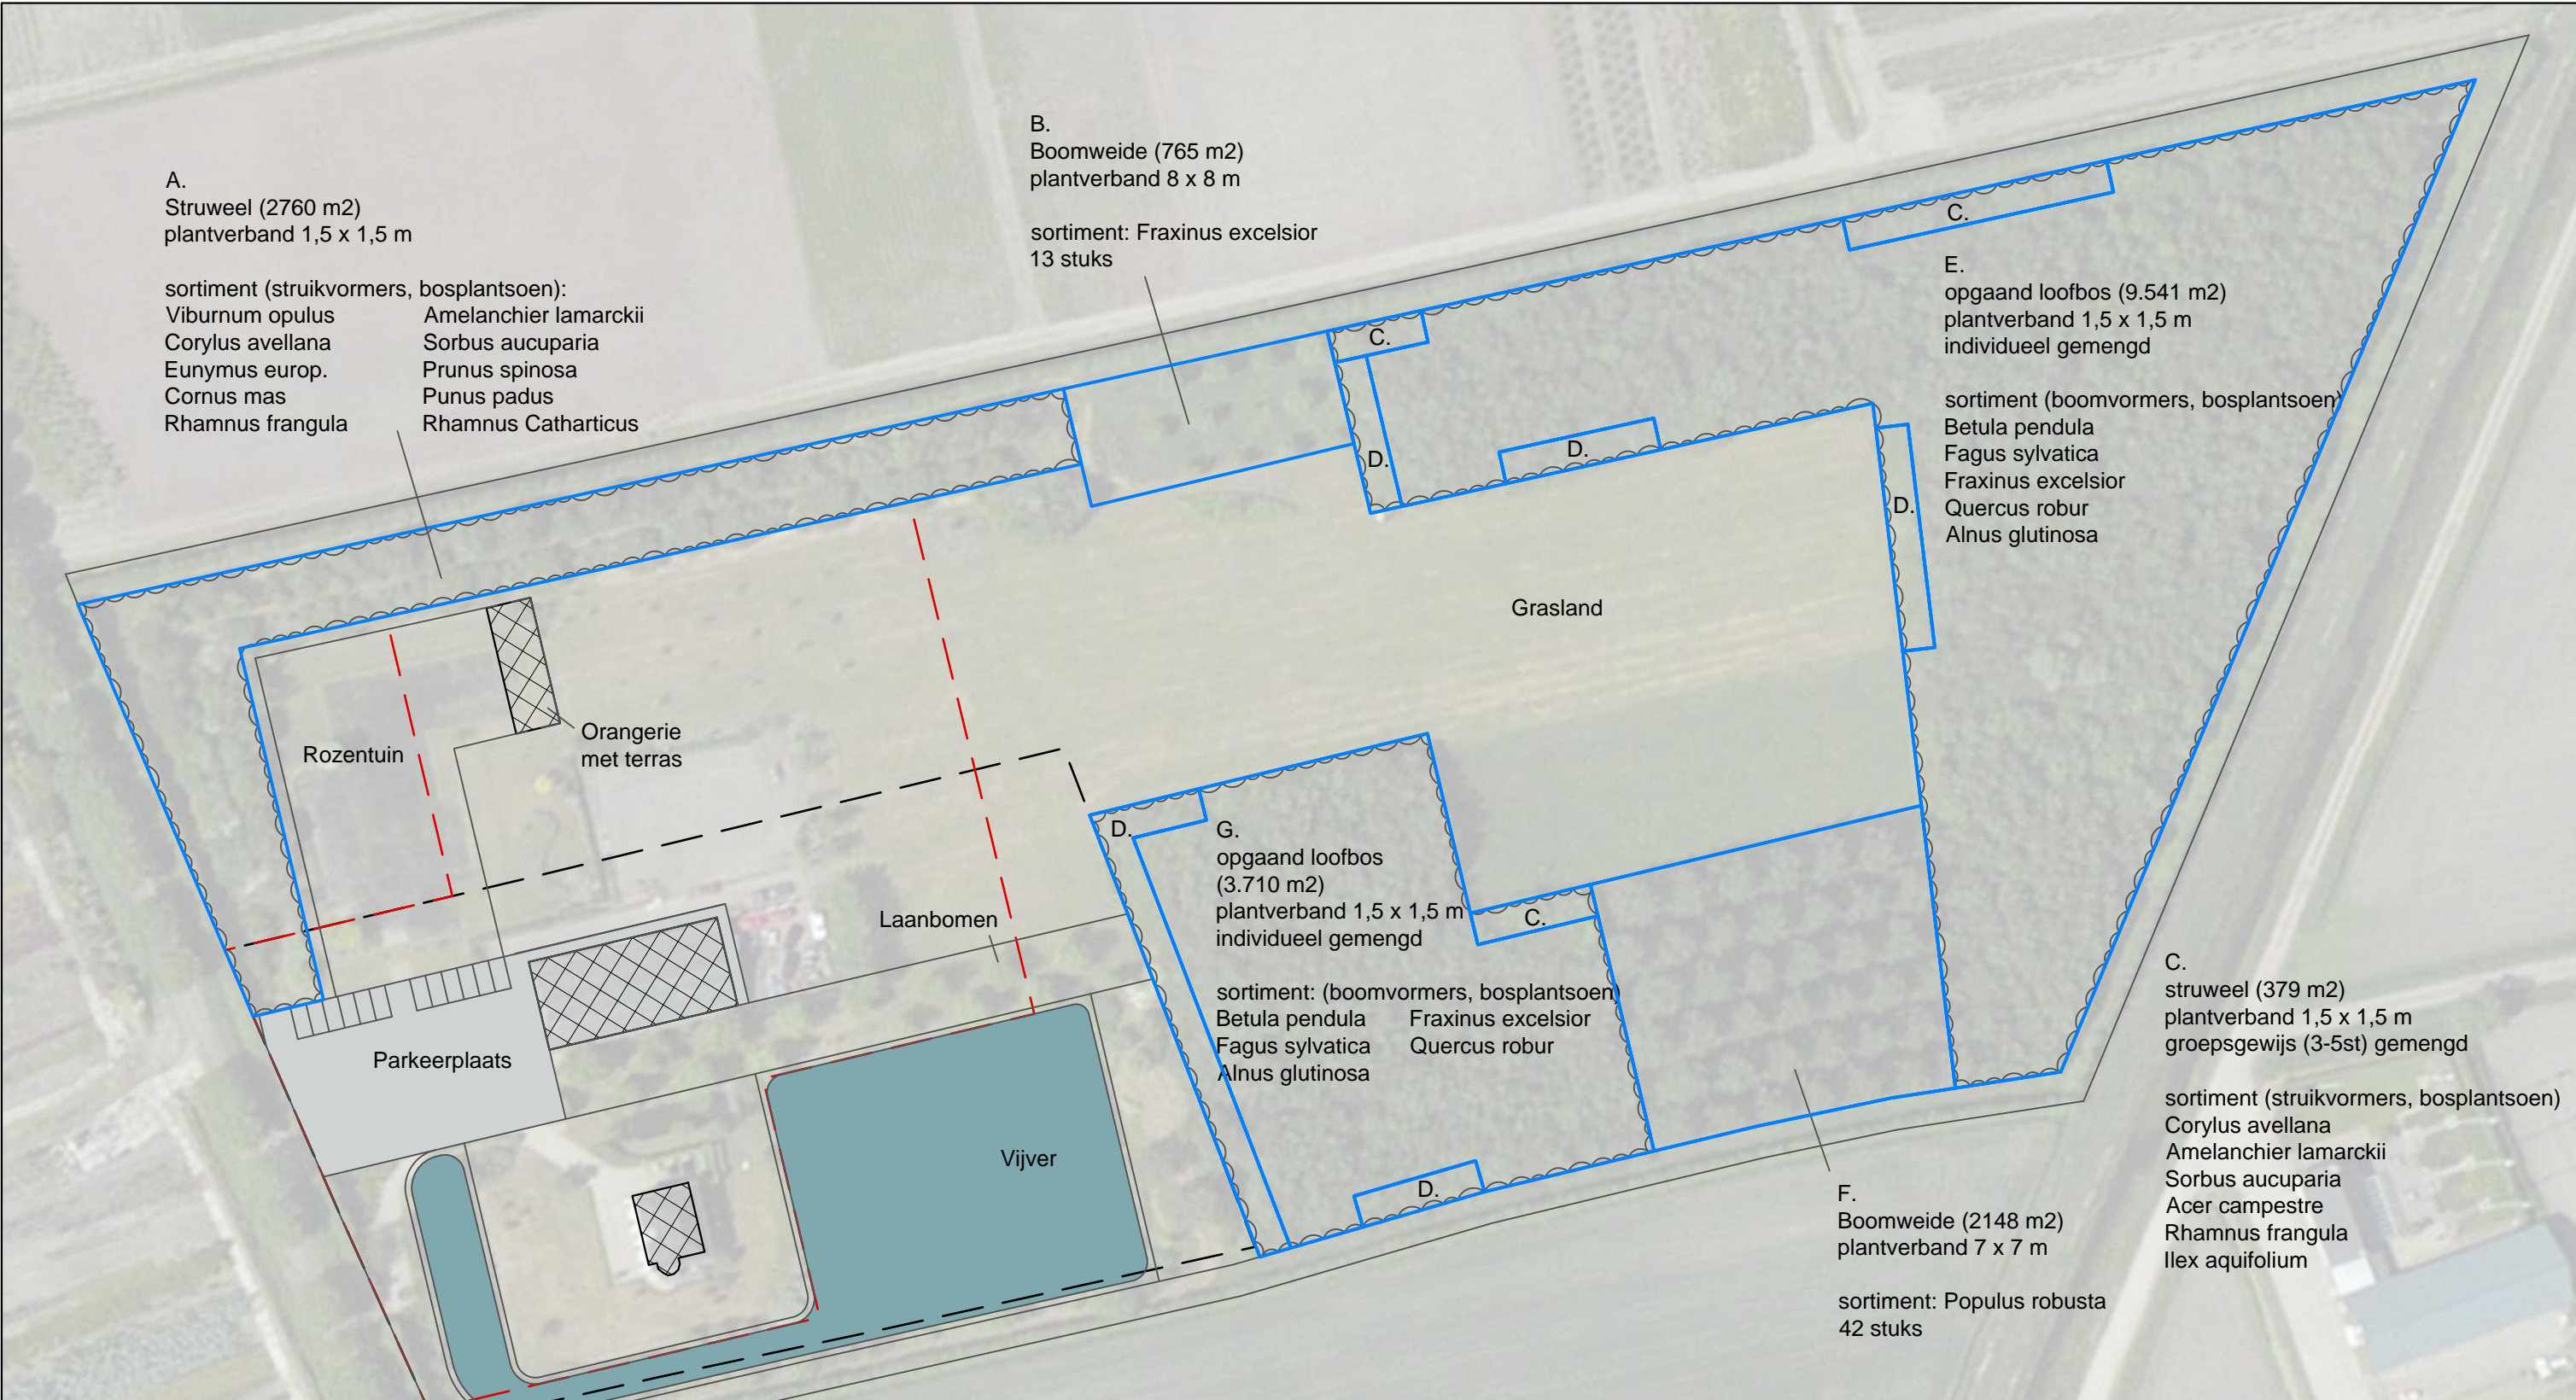 A.
Struweel (2760 m2)
plantverband 1,5 x 1,5 m
sortiment (struikvormers, bosplantsoen):
Viburnum opulus Amelanchier lamarckii
Corylus avellana Sorbus aucuparia
Eunymus europ. Prunus spinosa
Cornus mas Punus padus
Rhamnus frangula Rhamnus Catharticus
B.
Boomweide (765 m2)
plantverband 8 x 8 m
sortiment: Fraxinus excelsior
13 stuks
C.
C.
D.
D.
D.
E.
opgaand loofbos (9.541 m2)
plantverband 1,5 x 1,5 m
individueel gemengd
sortiment (boomvormers, bosplantsoen)
Betula pendula
Fagus sylvatica
Fraxinus excelsior
Quercus robur
Alnus glutinosa
Grasland
Rozentuin
Orangerie
met terras
Laanbomen
Parkeerplaats
Vijver
D.
G.
opgaand loofbos
(3.710 m2)
plantverband 1,5 x 1,5 m
individueel gemengd
sortiment: (boomvormers, bosplantsoen)
Betula pendula Fraxinus excelsior
Fagus sylvatica Quercus robur
Alnus glutinosa
C.
D.
F.
Boomweide (2148 m2)
plantverband 7 x 7 m
sortiment: Populus robusta
42 stuks
C.
struweel (379 m2)
plantverband 1,5 x 1,5 m
groepsgewijs (3-5st) gemengd
sortiment (struikvormers, bosplantsoen)
Corylus avellana
Amelanchier lamarckii
Sorbus aucuparia
Acer campestre
Rhamnus frangula
Ilex aquifolium